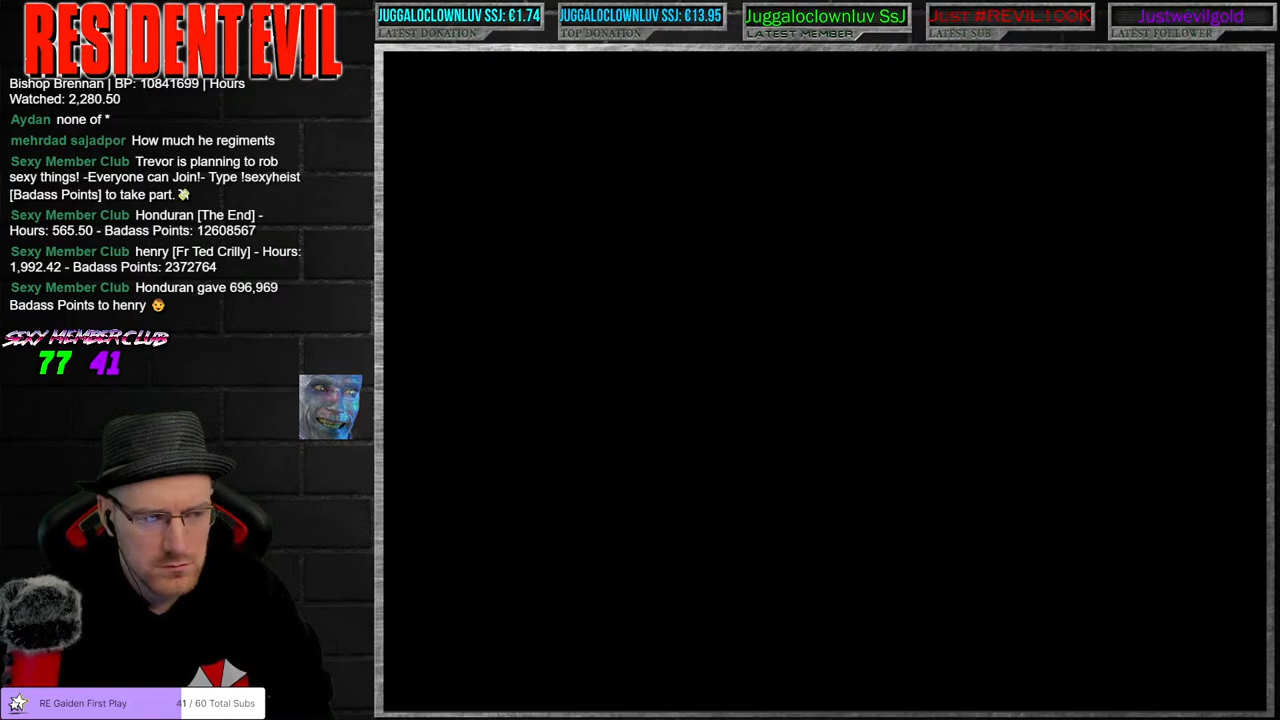 RESIDENT EVIL
JUGGALOCLOWNLUV SSJ: €1.74
LATEST DONATION
JUGGALOCLOWNLUV SSJ: €13.95
TOP DONATION
Juggaloclownluv SsJ
LATEST MEMBER
LATEST SUB
Justwevilgold
LATEST FOLLOWER
Bishop Brennan | BP: 10841699 | Hours
Watched: 2,280.50
Aydan none of *
mehrdad sajadpor How much he regiments
Sexy Member Club Trevor is planning to rob
sexy things! -Everyone can Join!- Type !sexyheist
[Badass Points] to take part.
Sexy Member Club Honduran [The End] -
Hours: 565.50 - Badass Points: 12608567
Sexy Member Club henry [Fr Ted Crilly] - Hours:
1,992.42 - Badass Points: 2372764
Sexy Member Club Honduran gave 696,969
Badass Points to henry
SEXY MEMBER CLUB
77 41
RE Gaiden First Play 41 / 60 Total Subs